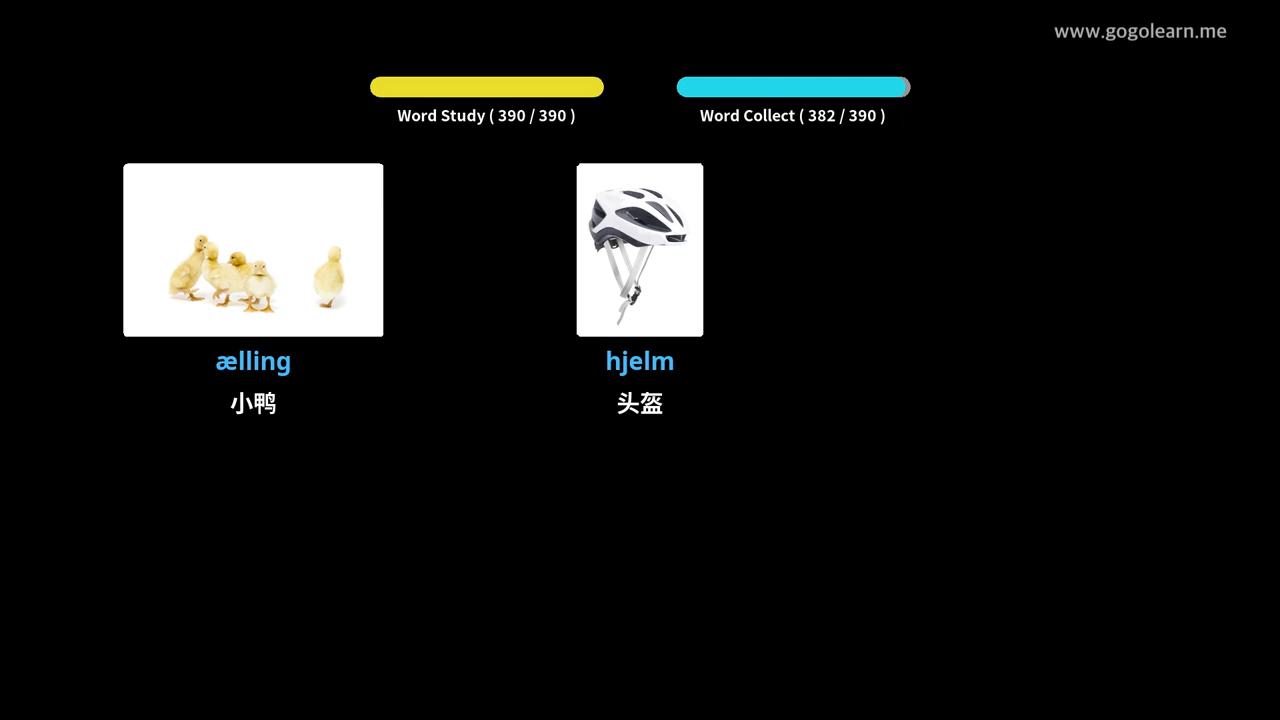 www.gogolearn.me
Word Study ( 390 / 390 )
Word Collect ( 382 / 390 )
ælling
hjelm
小鸭
头盔